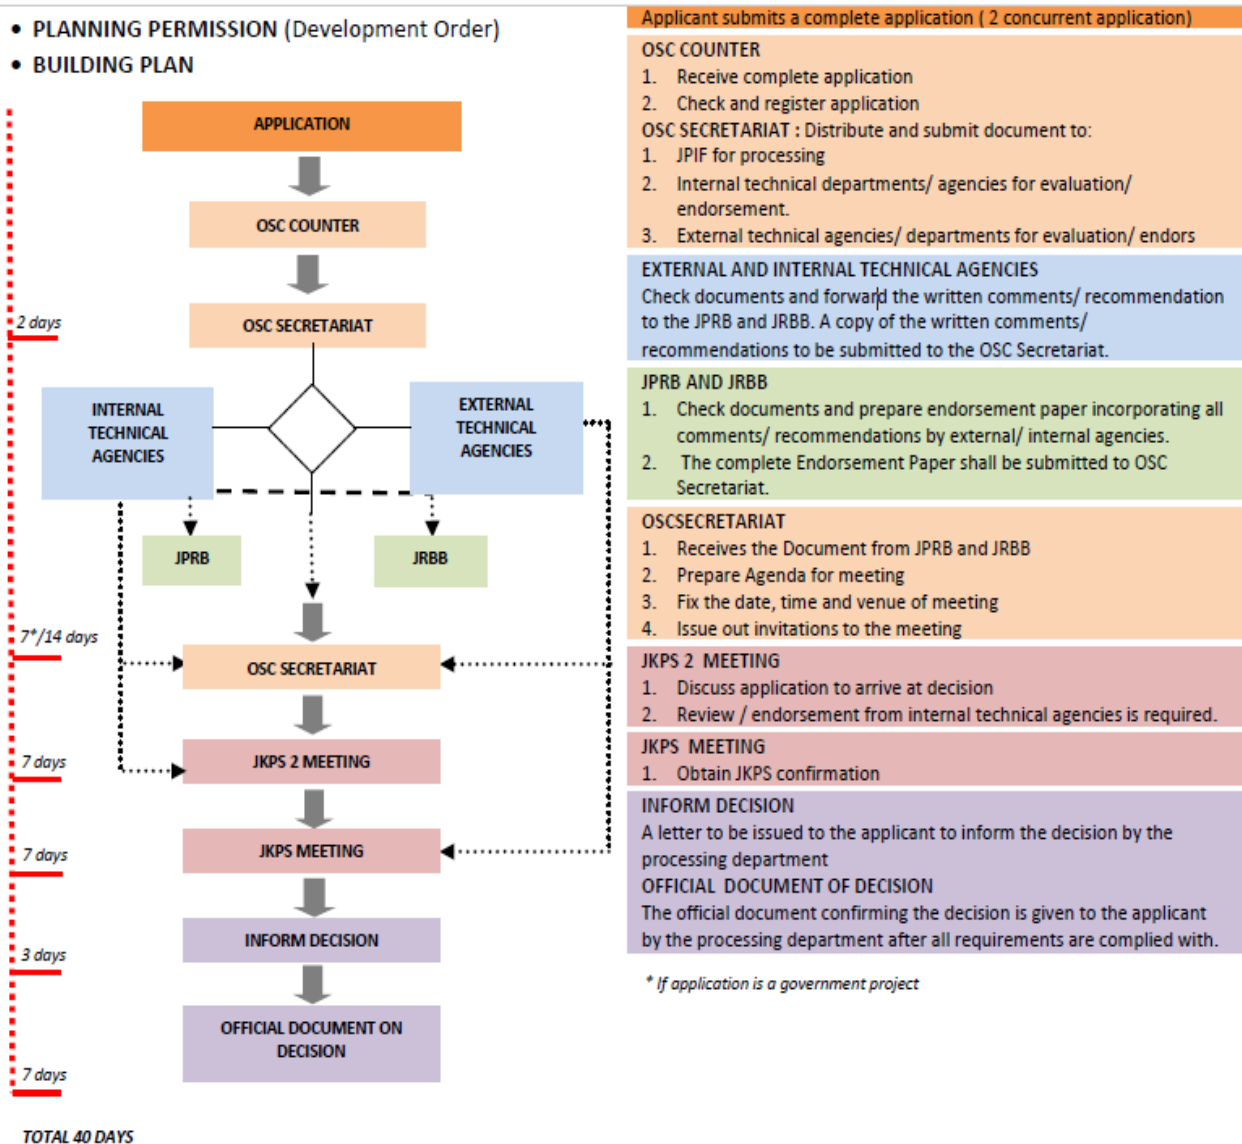 • PLANNING PERMISSION (Development Order)
• BUILDING PLAN
APPLICATION
OSC COUNTER
OSC SECRETARIAT
2 days
INTERNAL
TECHNICAL
AGENCIES
EXTERNAL
TECHNICAL
AGENCIES
JPRB
JRBB
7*/14 days
OSC SECRETARIAT
JKPS 2 MEETING
7 days
JKPS MEETING
7 days
INFORM DECISION
3 days
OFFICIAL DOCUMENT ON
DECISION
7 days
TOTAL 40 DAYS
Applicant submits a complete application ( 2 concurrent application)
OSC COUNTER
1. Receive complete application
2. Check and register application
OSC SECRETARIAT : Distribute and submit document to:
1. JPIF for processing
2. Internal technical departments/ agencies for evaluation/
endorsement.
3. External technical agencies/ departments for evaluation/ endors
EXTERNAL AND INTERNAL TECHNICAL AGENCIES
Check documents and forward the written comments/ recommendation
to the JPRB and JRBB. A copy of the written comments/
recommendations to be submitted to the OSC Secretariat.
JPRB AND JRBB
1. Check documents and prepare endorsement paper incorporating all
comments/ recommendations by external/ internal agencies.
2. The complete Endorsement Paper shall be submitted to OSC
Secretariat.
OSCSECRETARIAT
1. Receives the Document from JPRB and JRBB
2. Prepare Agenda for meeting
3. Fix the date, time and venue of meeting
4. Issue out invitations to the meeting
JKPS 2 MEETING
1. Discuss application to arrive at decision
2. Review / endorsement from internal technical agencies is required.
JKPS MEETING
1. Obtain JKPS confirmation
INFORM DECISION
A letter to be issued to the applicant to inform the decision by the
processing department
OFFICIAL DOCUMENT OF DECISION
The official document confirming the decision is given to the applicant
by the processing department after all requirements are complied with.
* If application is a government project